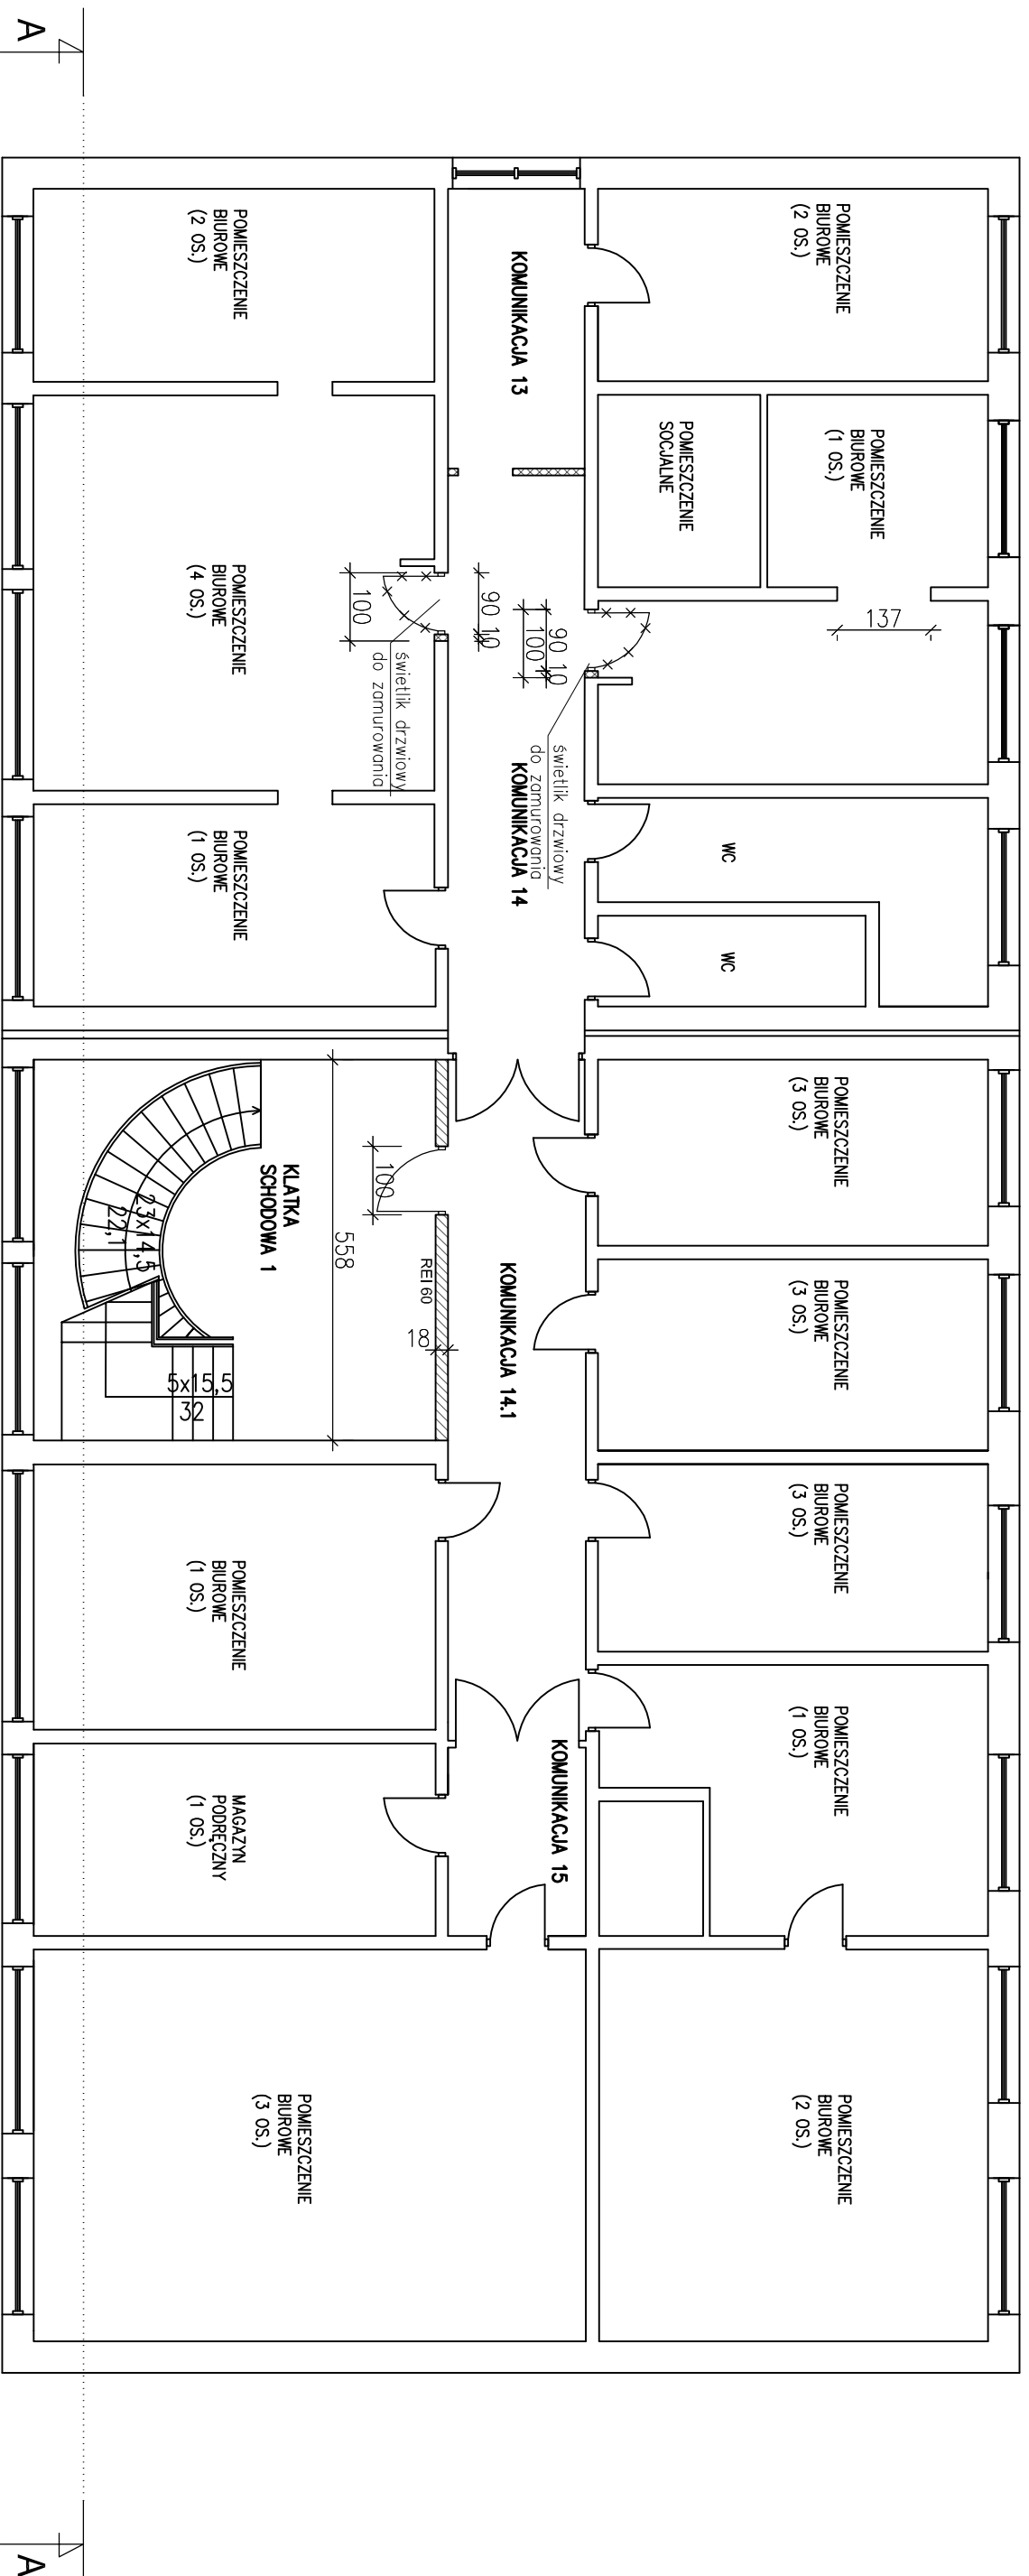 A
POMIESZCZENIE
BIUROWE
(2 OS.)
KOMUNIKACJA 13
POMIESZCZENIE
BIUROWE
(2 OS.)
POMIESZCZENIE
BIUROWE
(1 OS.)
POMIESZCZENIE
SOCJALNE
137
POMIESZCZENIE
BIUROWE
(4 OS.)
100
90 10
90 10
100
świetlik drzwiowy
do zamurowania
świetlik drzwiowy
do zamurowania
KOMUNIKACJA 14
POMIESZCZENIE
BIUROWE
(1 OS.)
WC
WC
POMIESZCZENIE
BIUROWE
(3 OS.)
KLATKA
SCHODOWA 1
23x14,5
22,1
5x15,5
32
558
100
REI 60
18
KOMUNIKACJA 14.1
POMIESZCZENIE
BIUROWE
(3 OS.)
POMIESZCZENIE
BIUROWE
(3 OS.)
POMIESZCZENIE
BIUROWE
(1 OS.)
POMIESZCZENIE
BIUROWE
(1 OS.)
KOMUNIKACJA 15
MAGAZYN
PODRĘCZNY
(1 OS.)
POMIESZCZENIE
BIUROWE
(3 OS.)
POMIESZCZENIE
BIUROWE
(2 OS.)
A